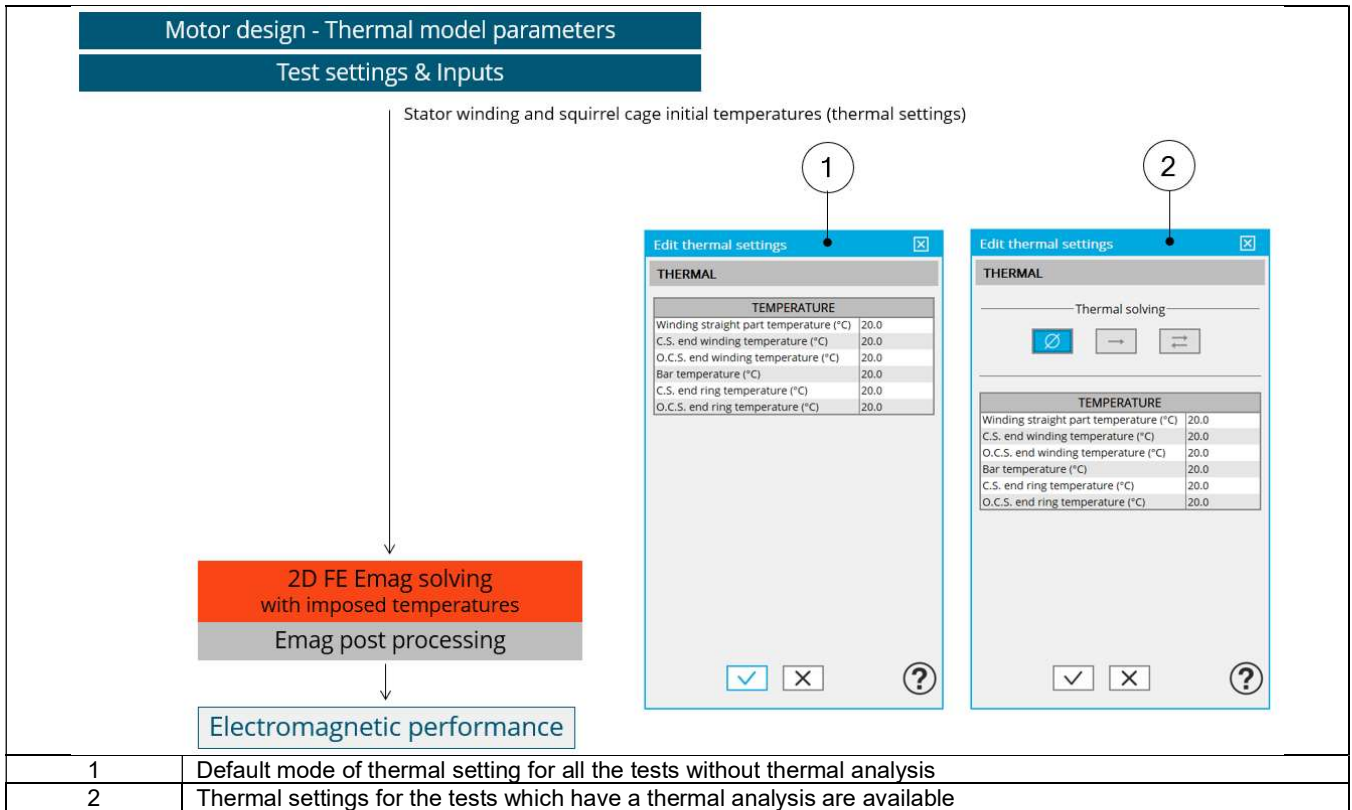 Motor design - Thermal model parameters
Test settings & Inputs
Stator winding and squirrel cage initial temperatures (thermal settings)
1
2
Edit thermal settings
THERMAL
TEMPERATURE
Winding straight part temperature (°C) 20.0
C.S. end winding temperature (°C) 20.0
O.C.S. end winding temperature (°C) 20.0
Bar temperature (°C) 20.0
C.S. end ring temperature (°C) 20.0
O.C.S. end ring temperature (°C) 20.0
?
Edit thermal settings
THERMAL
Thermal solving
TEMPERATURE
Winding straight part temperature (°C) 20.0
C.S. end winding temperature (°C) 20.0
O.C.S. end winding temperature (°C) 20.0
Bar temperature (°C) 20.0
C.S. end ring temperature (°C) 20.0
O.C.S. end ring temperature (°C) 20.0
?
2D FE Emag solving
with imposed temperatures
Emag post processing
Electromagnetic performance
1 Default mode of thermal setting for all the tests without thermal analysis
2 Thermal settings for the tests which have a thermal analysis are available